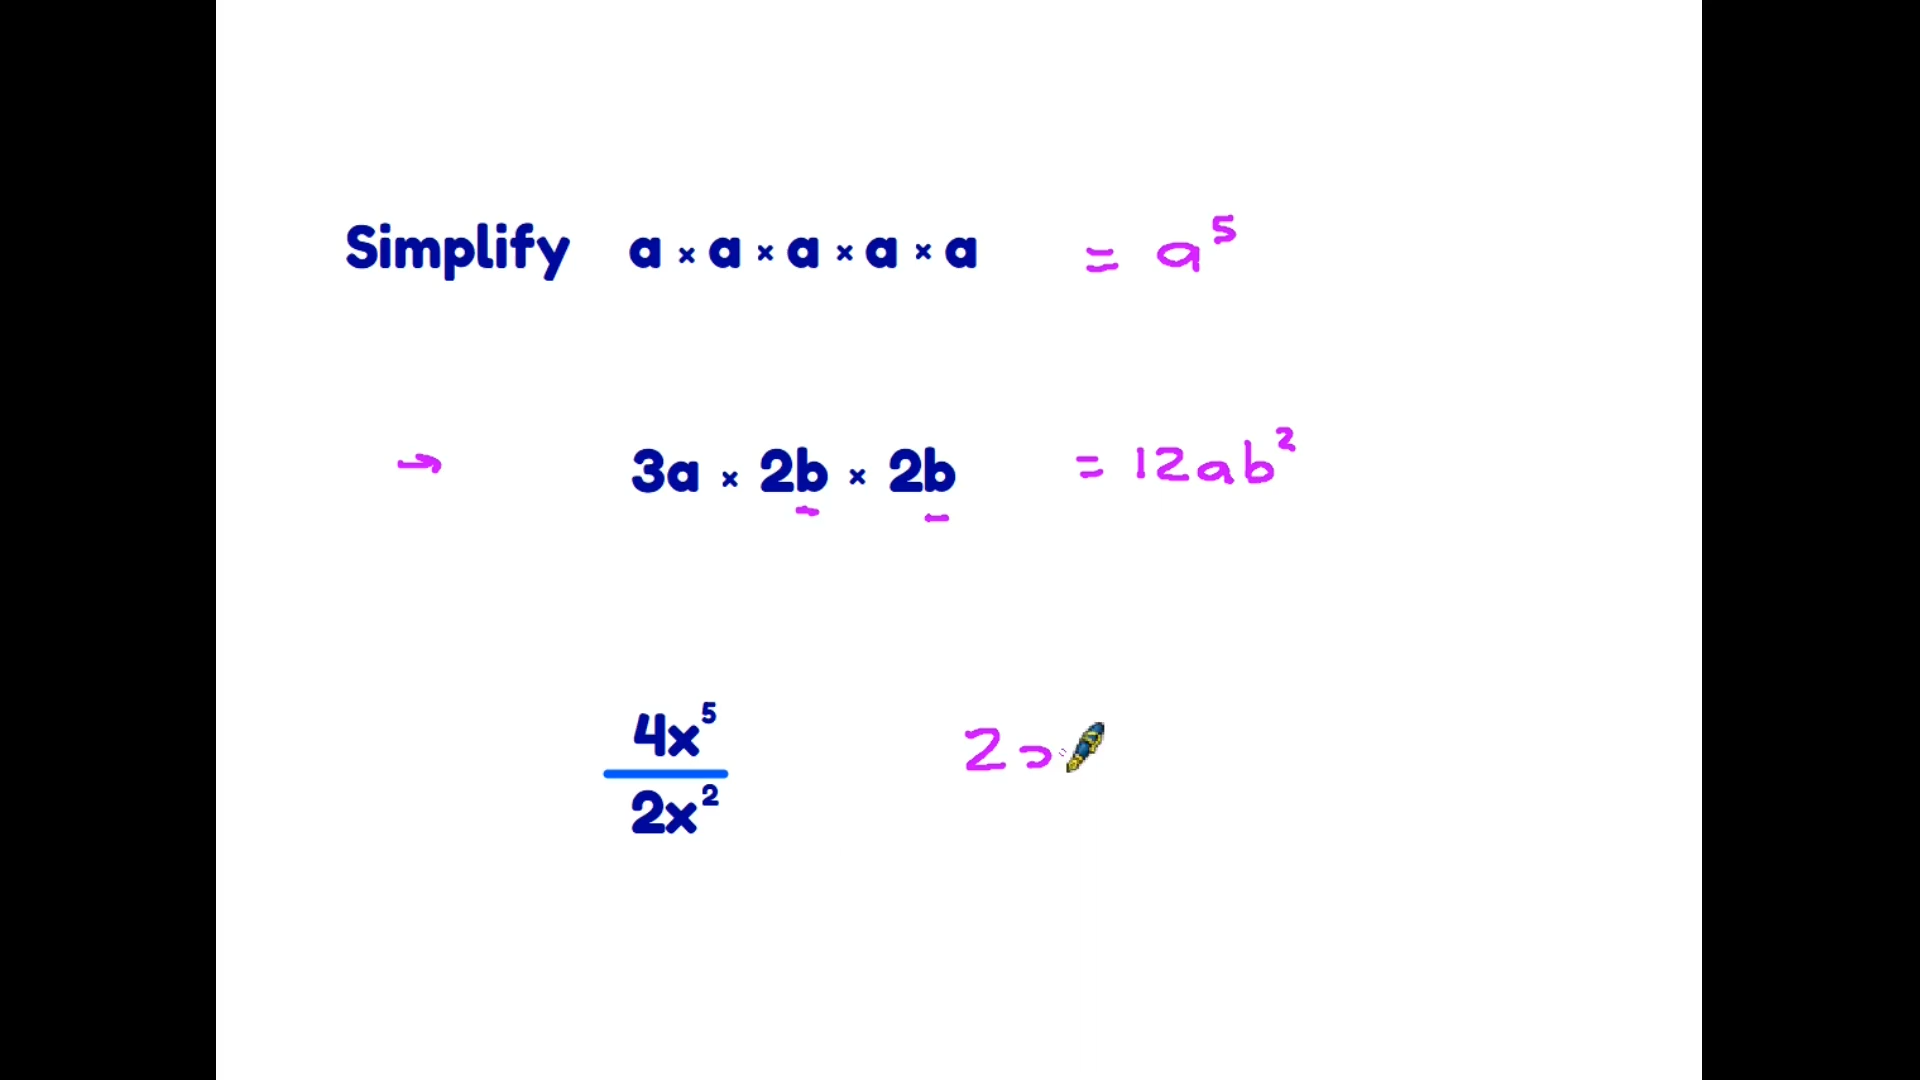 Simplify a × a × a × a × a = a⁵
→ 3a × 2b × 2b = 12ab²
4x⁵
2
2x²